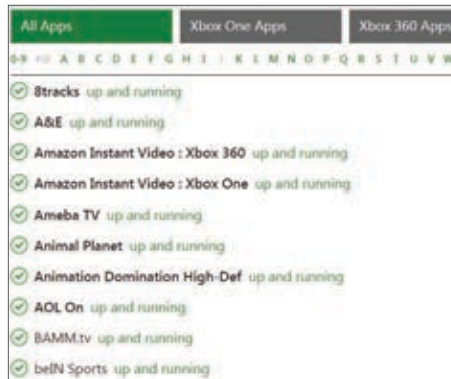 All Apps Xbox One Apps Xbox 360 Apps
0-9 A B C D E F G H I J K L M N O P Q R S T U V W
8tracks up and running
A&E up and running
Amazon Instant Video : Xbox 360 up and running
Amazon Instant Video : Xbox One up and running
Ameba TV up and running
Animal Planet up and running
Animation Domination High-Def up and running
AOL On up and running
BAMM.tv up and running
beIN Sports up and running